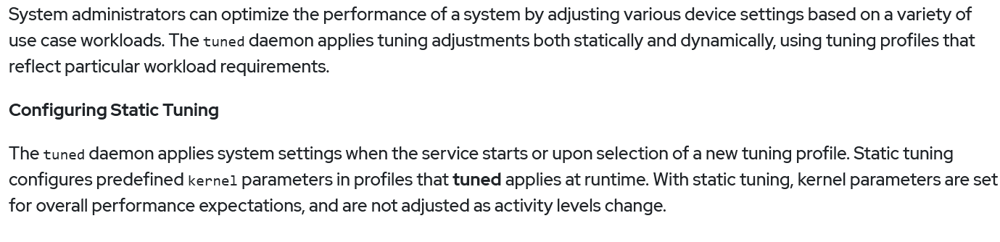 System administrators can optimize the performance of a system by adjusting various device settings based on a variety of
use case workloads. The tuned daemon applies tuning adjustments both statically and dynamically, using tuning profiles that
reflect particular workload requirements.
Configuring Static Tuning
The tuned daemon applies system settings when the service starts or upon selection of a new tuning profile. Static tuning
configures predefined kernel parameters in profiles that tuned applies at runtime. With static tuning, kernel parameters are set
for overall performance expectations, and are not adjusted as activity levels change.